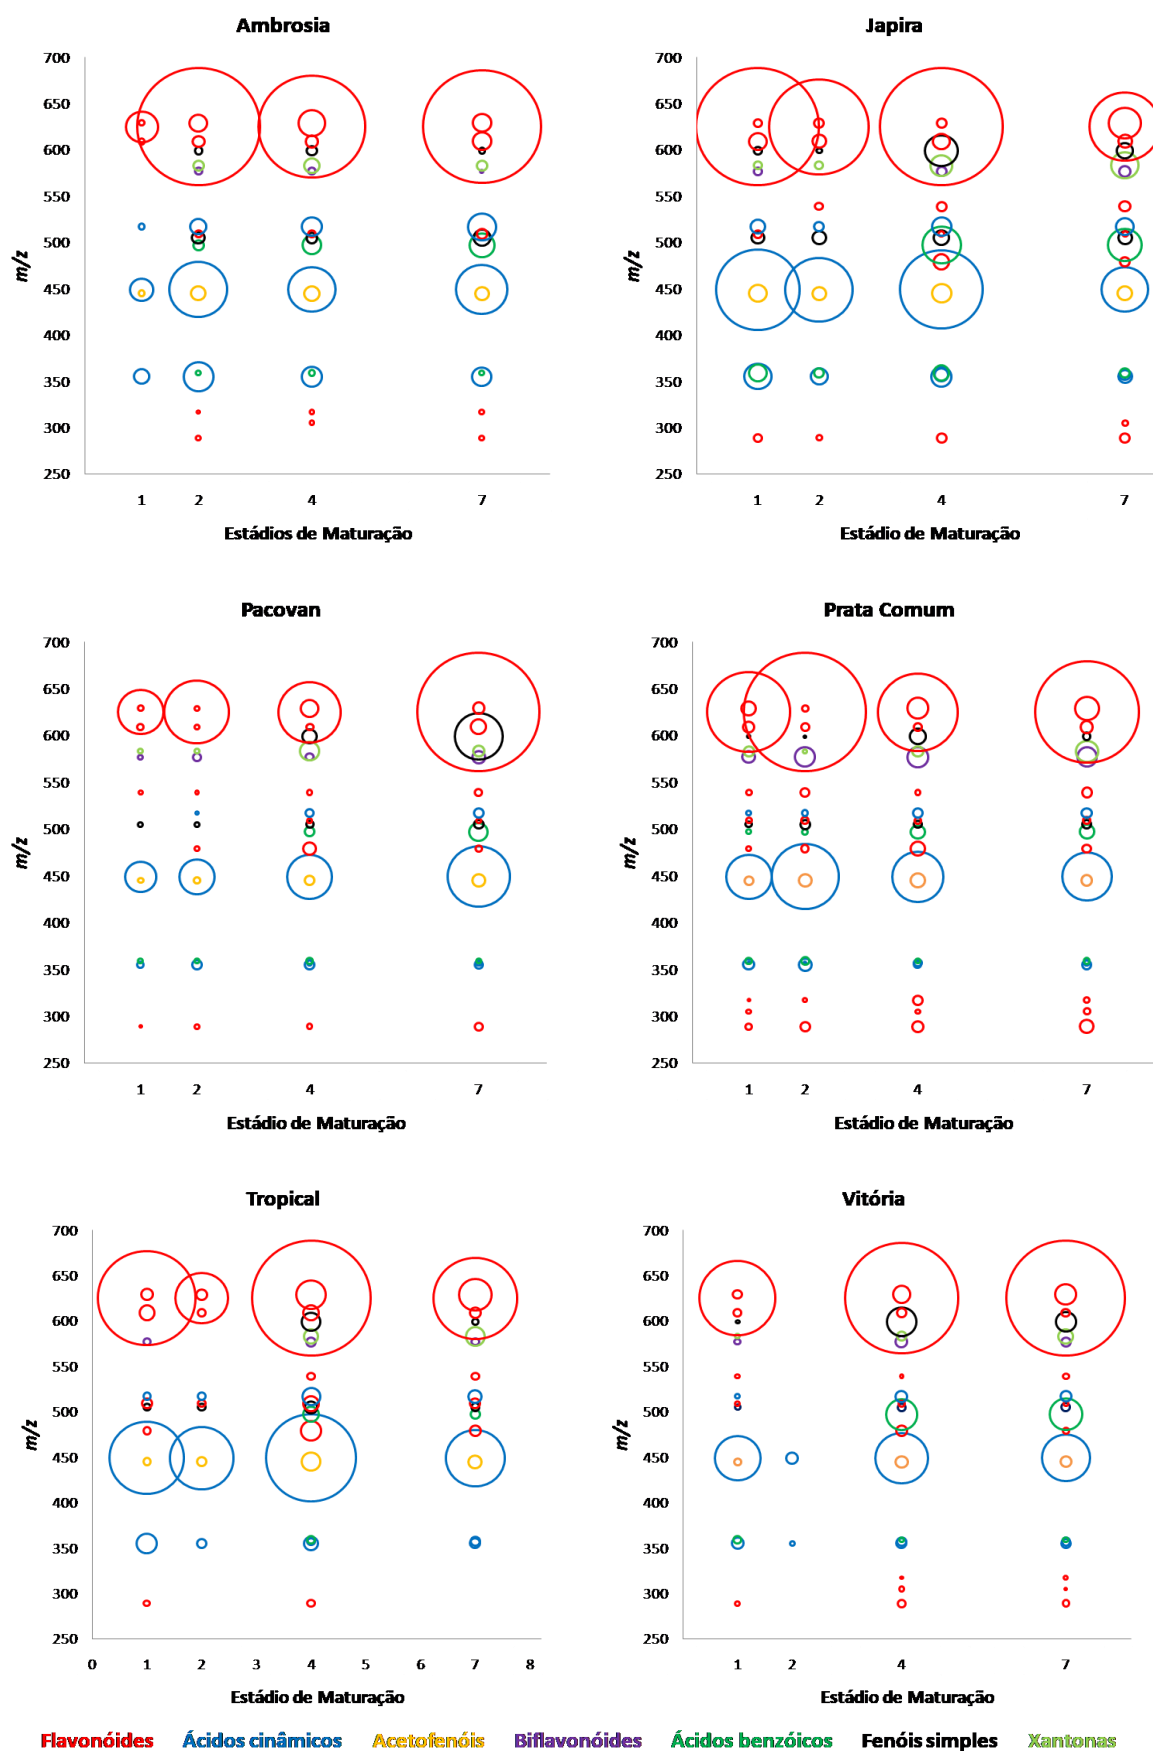 Ambrosia
700
650
600
550
500
450
400
350
300
250
m/z
1 2 4 7
Estádios de Maturação
Japira
700
650
600
550
500
450
400
350
300
250
m/z
1 2 4 7
Estádio de Maturação
Pacovan
700
650
600
550
500
450
400
350
300
250
m/z
1 2 4 7
Estádio de Maturação
Prata Comum
700
650
600
550
500
450
400
350
300
250
m/z
1 2 4 7
Estádio de Maturação
Tropical
700
650
600
550
500
450
400
350
300
250
m/z
0 1 2 3 4 5 6 7 8
Estádio de Maturação
Vitória
700
650
600
550
500
450
400
350
300
250
m/z
1 2 4 7
Estádio de Maturação
Flavonóides Ácidos cinâmicos Acetofenóis Biflavonóides Ácidos benzóicos Fenóis simples Xantonas